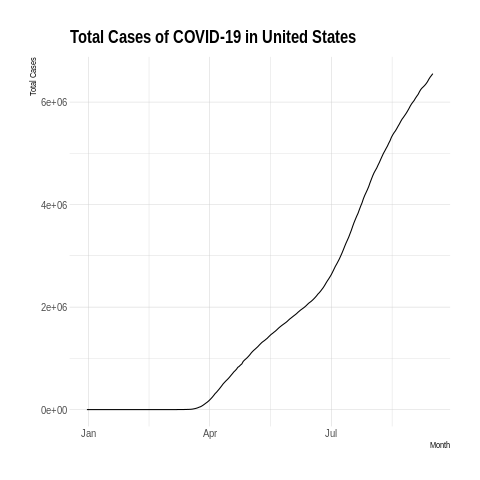 Total Cases of COVID-19 in United States
Total Cases
6e+06
4e+06
2e+06
0e+00
Jan
Apr
Jul
Month